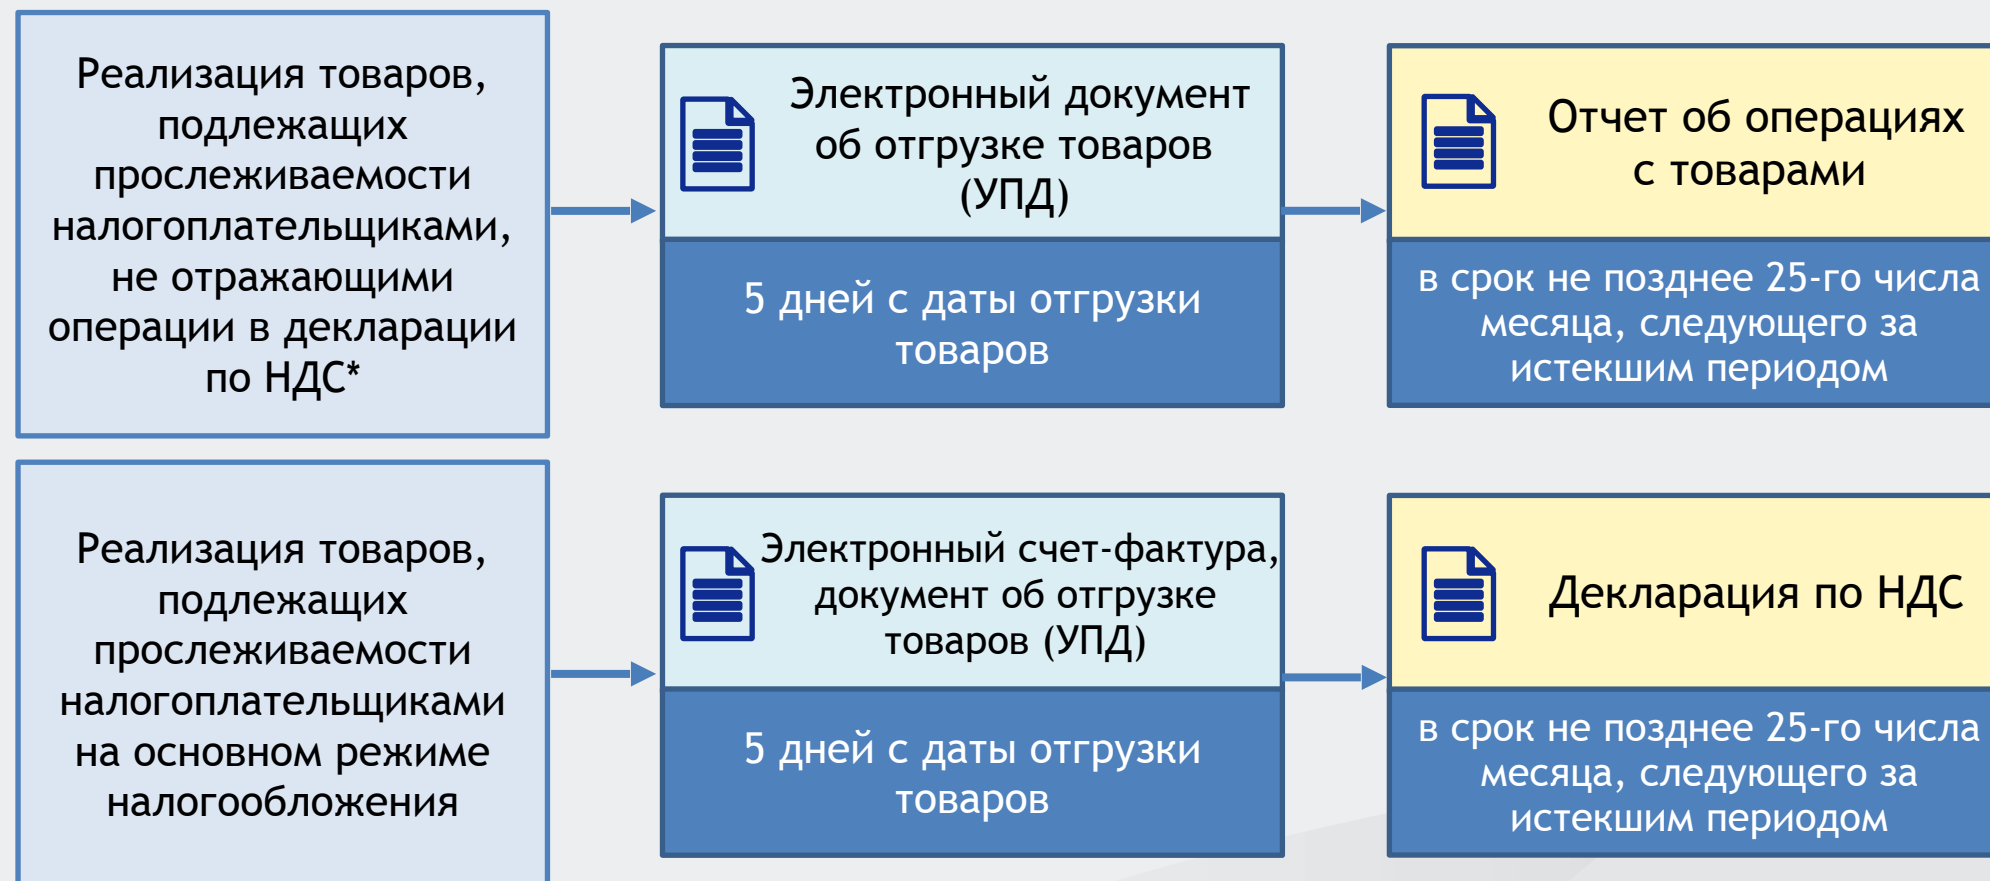 Реализация товаров,
подлежащих
прослеживаемости
налогоплательщиками,
не отражающими
операции в декларации
по НДС*
Электронный документ
об отгрузке товаров
(УПД)
5 дней с даты отгрузки
товаров
Отчет об операциях
с товарами
в срок не позднее 25-го числа
месяца, следующего за
истекшим периодом
Реализация товаров,
подлежащих
прослеживаемости
налогоплательщиками
на основном режиме
налогообложения
Электронный счет-фактура,
документ об отгрузке
товаров (УПД)
5 дней с даты отгрузки
товаров
Декларация по НДС
в срок не позднее 25-го числа
месяца, следующего за
истекшим периодом